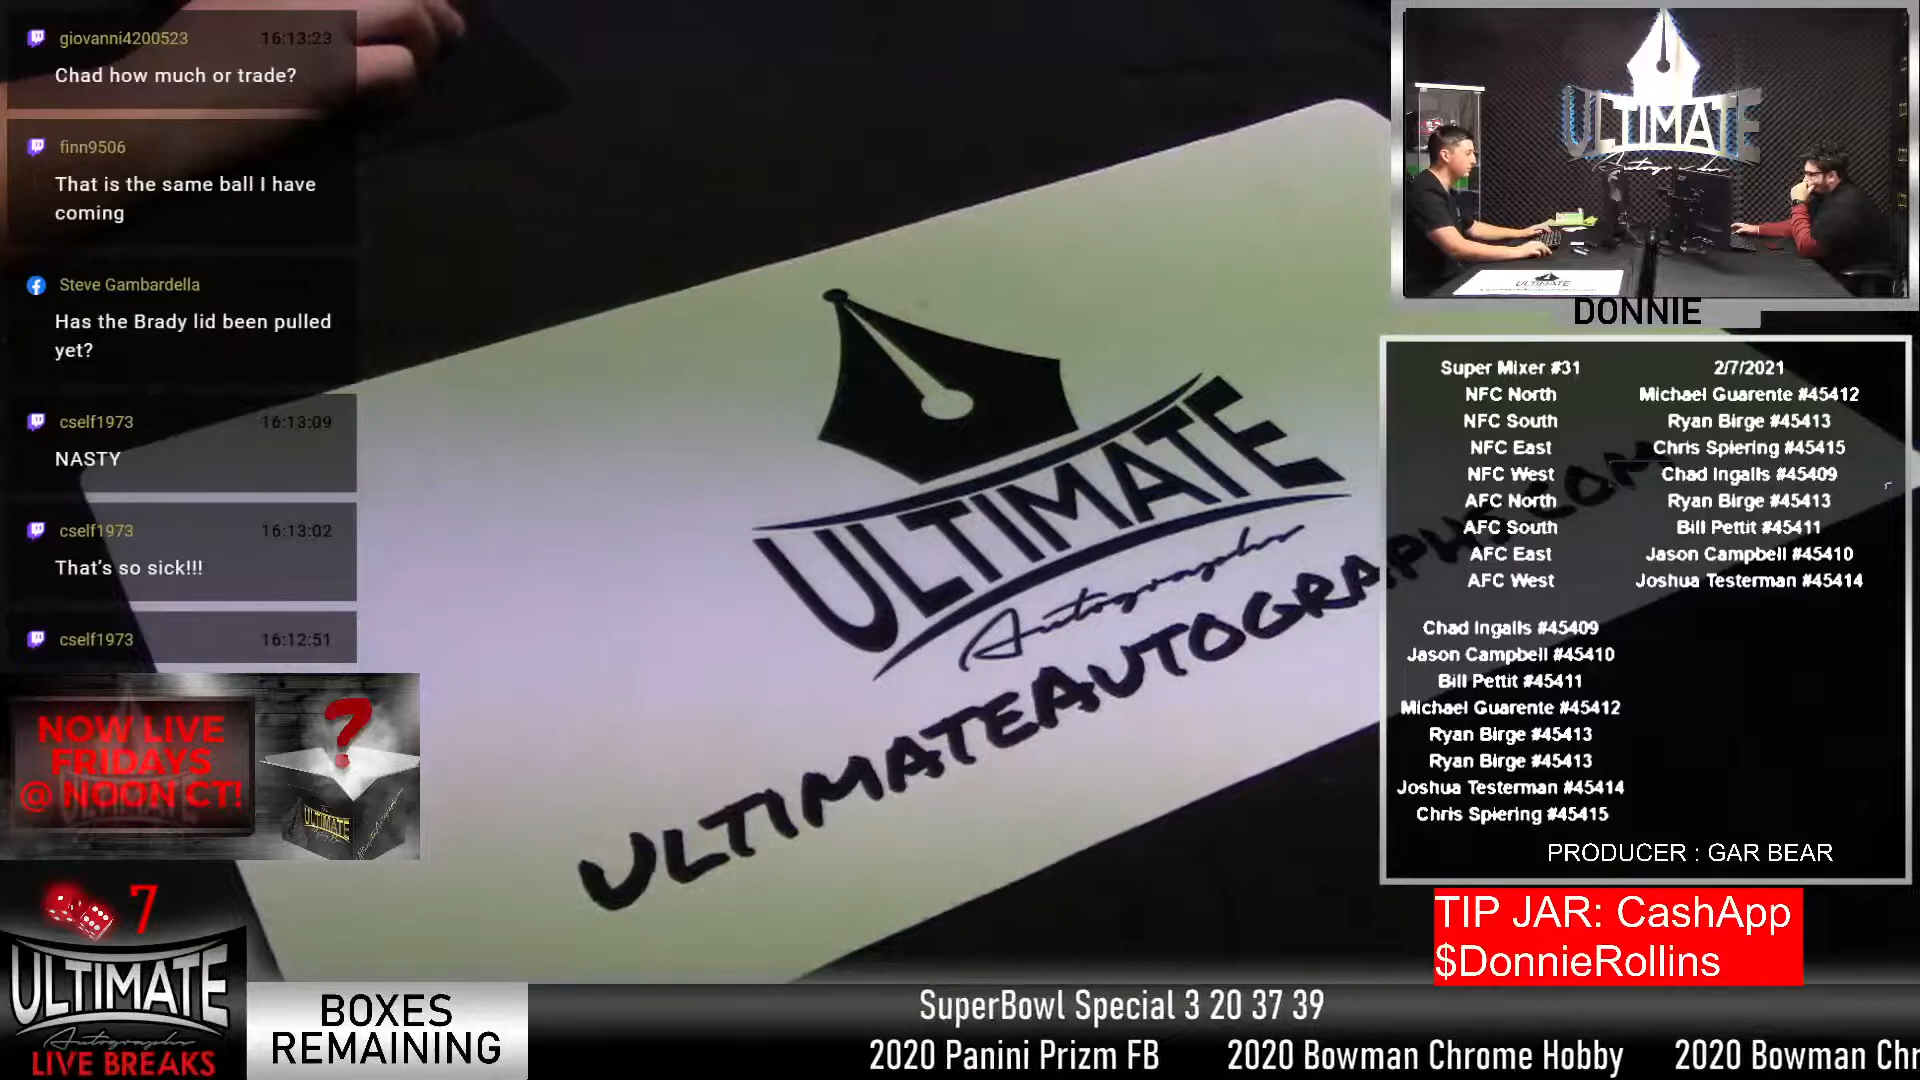 giovanni4200523 16:13:23
Chad how much or trade?
finn9506
That is the same ball I have
coming
Steve Gambardella
Has the Brady lid been pulled
yet?
cself1973 16:13:09
NASTY
cself1973 16:13:02
That's so sick!!!
cself1973 16:12:51
NOW LIVE
FRIDAYS
@ NOON CT!
?
ULTIMATE
7
ULTIMATE
Autographs
LIVE BREAKS
BOXES
REMAINING
ULTIMATE
Autographs
ULTIMATEAUTOGRAPHS.COM
ULTIMATE
Autographs
ULTIMATE
DONNIE
Super Mixer #31 2/7/2021
NFC North Michael Guarente #45412
NFC South Ryan Birge #45413
NFC East Chris Spiering #45415
NFC West Chad Ingalls #45409
AFC North Ryan Birge #45413
AFC South Bill Pettit #45411
AFC East Jason Campbell #45410
AFC West Joshua Testerman #45414
Chad Ingalls #45409
Jason Campbell #45410
Bill Pettit #45411
Michael Guarente #45412
Ryan Birge #45413
Ryan Birge #45413
Joshua Testerman #45414
Chris Spiering #45415
PRODUCER : GAR BEAR
TIP JAR: CashApp
$DonnieRollins
SuperBowl Special 3 20 37 39
2020 Panini Prizm FB 2020 Bowman Chrome Hobby 2020 Bowman Chr